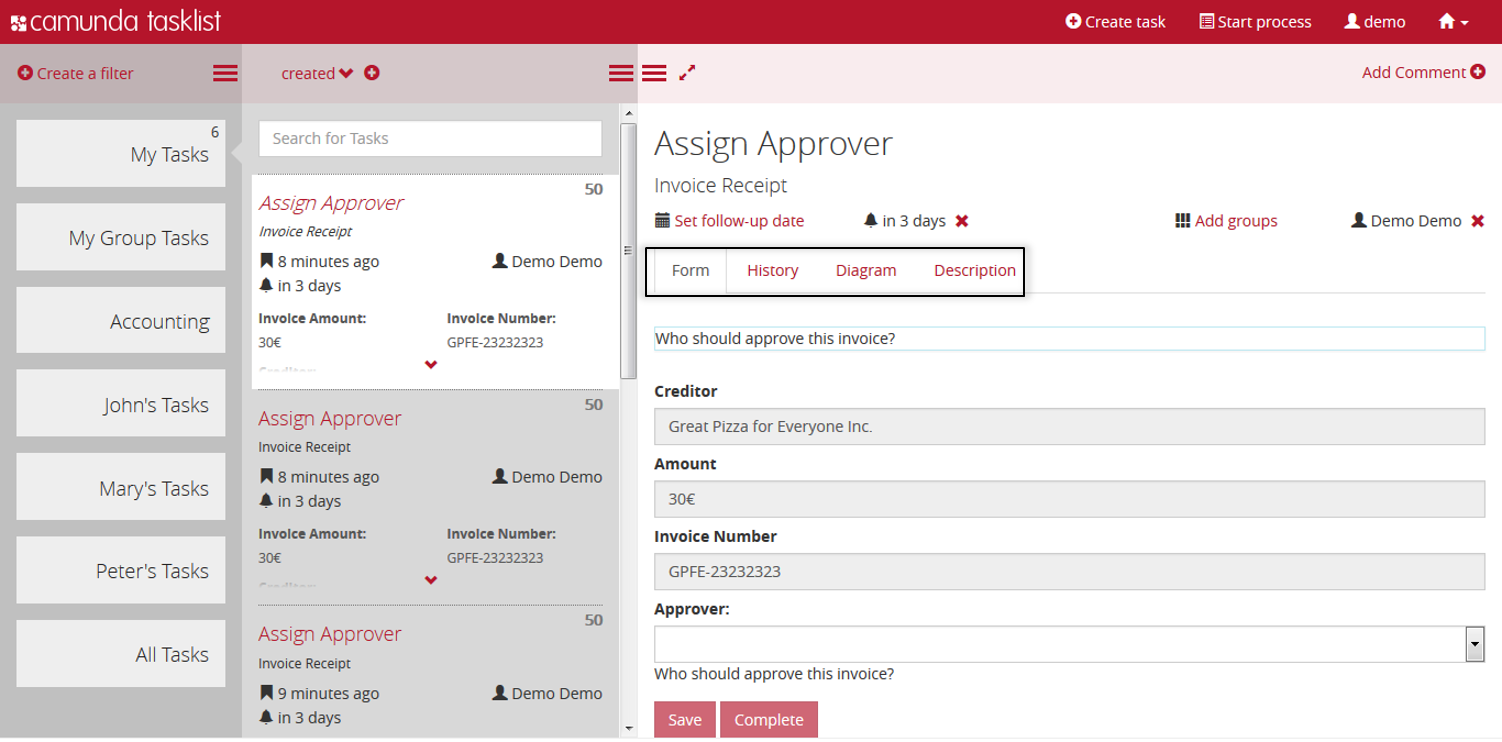 camunda tasklist
Create task
Start process
demo
Create a filter
created
Add Comment
6
My Tasks
My Group Tasks
Accounting
John's Tasks
Mary's Tasks
Peter's Tasks
All Tasks
Search for Tasks
50
Assign Approver
Invoice Receipt
8 minutes ago
Demo Demo
in 3 days
Invoice Amount:
Invoice Number:
30€
GPFE-23232323
50
Assign Approver
Invoice Receipt
8 minutes ago
Demo Demo
in 3 days
Invoice Amount:
Invoice Number:
30€
GPFE-23232323
50
Assign Approver
Invoice Receipt
9 minutes ago
Demo Demo
in 3 days
Assign Approver
Invoice Receipt
Set follow-up date
in 3 days
Add groups
Demo Demo
Form
History
Diagram
Description
Who should approve this invoice?
Creditor
Great Pizza for Everyone Inc.
Amount
30€
Invoice Number
GPFE-23232323
Approver:
Who should approve this invoice?
Save
Complete